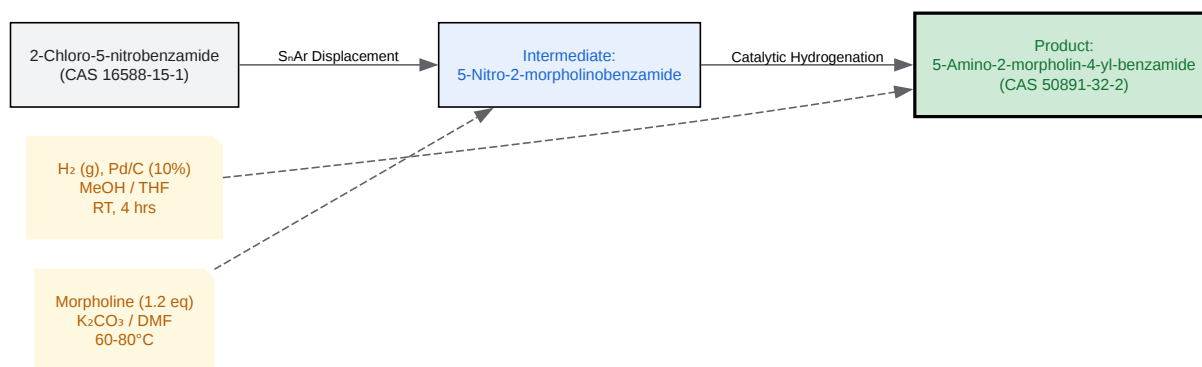 2-Chloro-5-nitrobenzamide
(CAS 16588-15-1)
SₙAr Displacement
Intermediate:
5-Nitro-2-morpholinobenzamide
Catalytic Hydrogenation
Product:
5-Amino-2-morpholin-4-yl-benzamide
(CAS 50891-32-2)
H₂ (g), Pd/C (10%)
MeOH / THF
RT, 4 hrs
Morpholine (1.2 eq)
K₂CO₃ / DMF
60-80°C